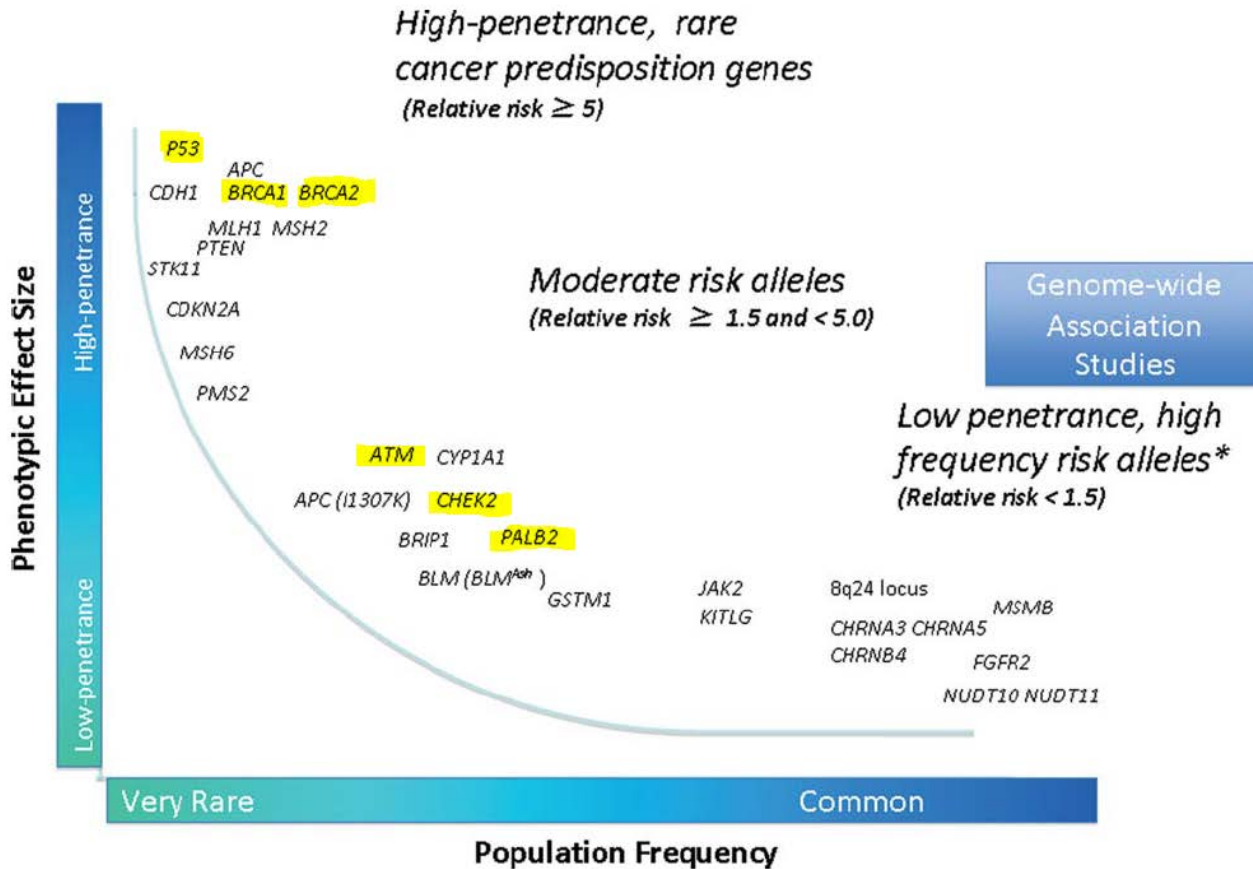 High-penetrance, rare
cancer predisposition genes
(Relative risk ≥ 5)
P53
APC
CDH1 BRCA1 BRCA2
MLH1 MSH2
PTEN
STK11
CDKN2A
MSH6
PMS2
Moderate risk alleles
(Relative risk ≥ 1.5 and < 5.0)
Genome-wide
Association
Studies
Low penetrance, high
frequency risk alleles*
(Relative risk < 1.5)
ATM CYP1A1
APC (I1307K) CHEK2
BRIP1 PALB2
BLM (BLMAsh)
GSTM1
JAK2
KITLG
8q24 locus
MSMB
CHRNA3 CHRNA5
CHRNB4
FGFR2
NUDT10 NUDT11
Phenotypic Effect Size
High-penetrance
Low-penetrance
Very Rare
Common
Population Frequency